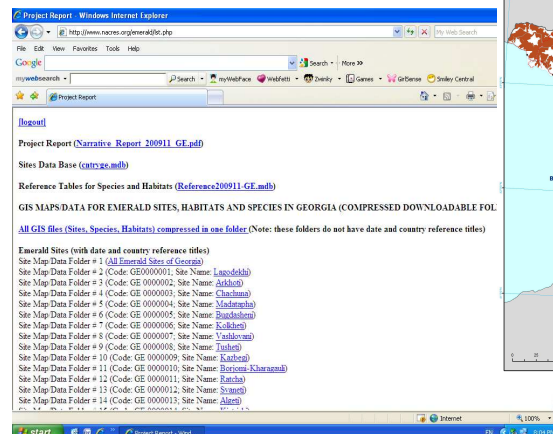 Project Report - Windows Internet Explorer
http://www.nacres.org/emerald/lst.php
My Web Search
File Edit View Favorites Tools Help
Google
Search
More >>
mywebsearch
Search
myWebFace
Webfetti
Zwinky
Games
GirlSense
Smiley Central
Project Report
[logout]
Project Report (Narrative_Report_200911_GE.pdf)
Sites Data Base (cntryge.mdb)
Reference Tables for Species and Habitats (Reference200911-GE.mdb)
GIS MAPS/DATA FOR EMERALD SITES, HABITATS AND SPECIES IN GEORGIA (COMPRESSED DOWNLOADABLE FOL
All GIS files (Sites, Species, Habitats) compressed in one folder (Note: these folders do not have date and country reference titles)
Emerald Sites (with date and country reference titles)
Site Map/Data Folder # 1 (All Emerald Sites of Georgia)
Site Map/Data Folder # 2 (Code: GE0000001; Site Name: Lagodekhi)
Site Map/Data Folder # 3 (Code: GE 0000002; Site Name: Arkhoti)
Site Map/Data Folder # 4 (Code: GE 0000003; Site Name: Chachuna)
Site Map/Data Folder # 5 (Code: GE 0000004; Site Name: Madatapha)
Site Map/Data Folder # 6 (Code: GE 0000005; Site Name: Bugdasheni)
Site Map/Data Folder # 7 (Code: GE 0000006; Site Name: Kolkheti)
Site Map/Data Folder # 8 (Code: GE 0000007; Site Name: Vashlovani)
Site Map/Data Folder # 9 (Code: GE 0000008; Site Name: Tusheti)
Site Map/Data Folder # 10 (Code: GE 0000009; Site Name: Kazbegi)
Site Map/Data Folder # 11 (Code: GE 0000010; Site Name: Borjomi-Kharagauli)
Site Map/Data Folder # 12 (Code: GE 0000011; Site Name: Ratcha)
Site Map/Data Folder # 13 (Code: GE 0000012; Site Name: Svaneti)
Site Map/Data Folder # 14 (Code: GE 0000013; Site Name: Algeti)
Internet
100%
start
Project Report - Wind
EN
8:04 PM